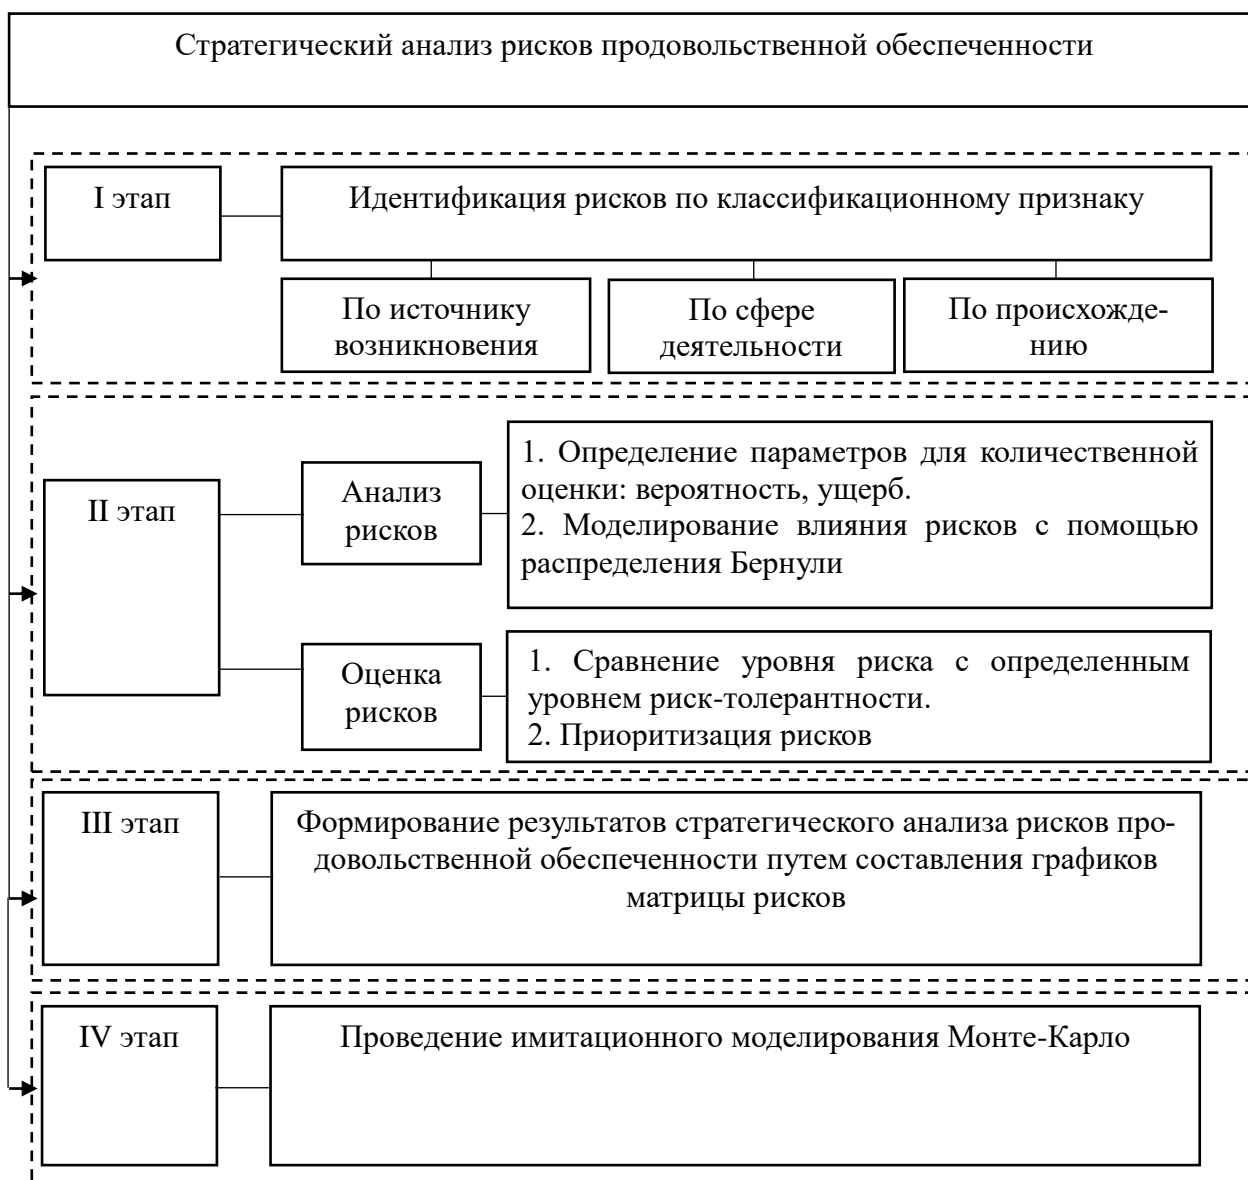 Стратегический анализ рисков продовольственной обеспеченности
I этап
Идентификация рисков по классификационному признаку
По источнику
возникновения
По сфере
деятельности
По происхожде-
нию
II этап
Анализ
рисков
1. Определение параметров для количественной
оценки: вероятность, ущерб.
2. Моделирование влияния рисков с помощью
распределения Бернули
Оценка
рисков
1. Сравнение уровня риска с определенным
уровнем риск-толерантности.
2. Приоритизация рисков
III этап
Формирование результатов стратегического анализа рисков про-
довольственной обеспеченности путем составления графиков
матрицы рисков
IV этап
Проведение имитационного моделирования Монте-Карло